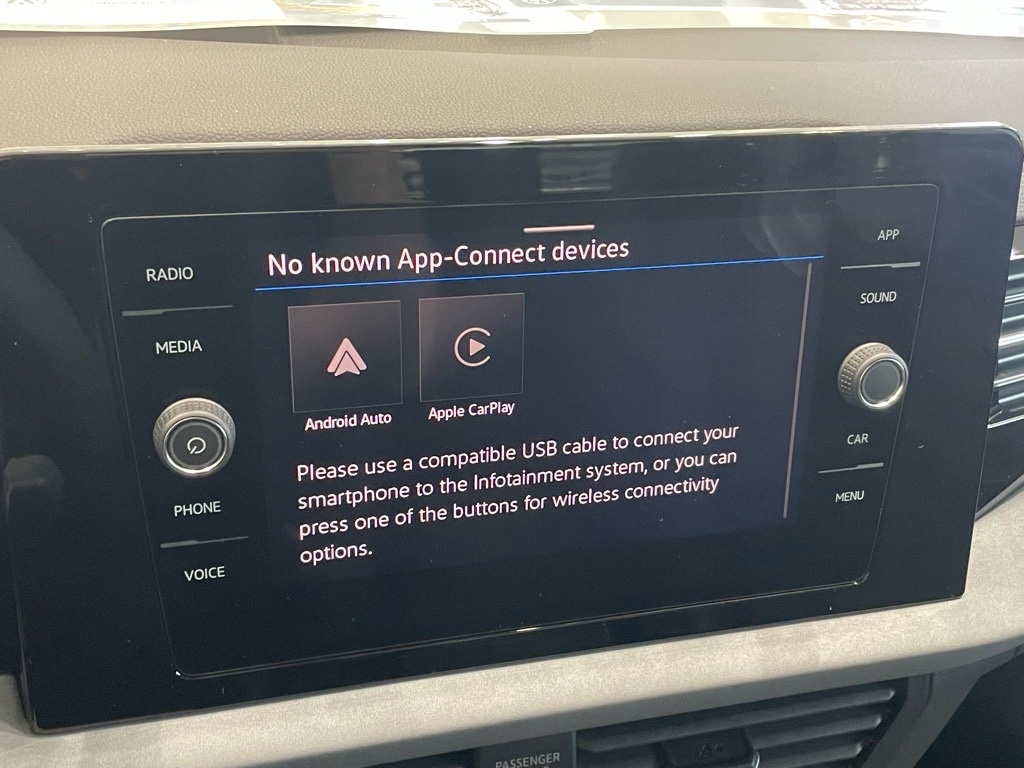 RADIO
MEDIA
PHONE
VOICE
No known App-Connect devices
Android Auto
Apple CarPlay
Please use a compatible USB cable to connect your
smartphone to the Infotainment system, or you can
press one of the buttons for wireless connectivity
options.
APP
SOUND
CAR
MENU
PASSENGER